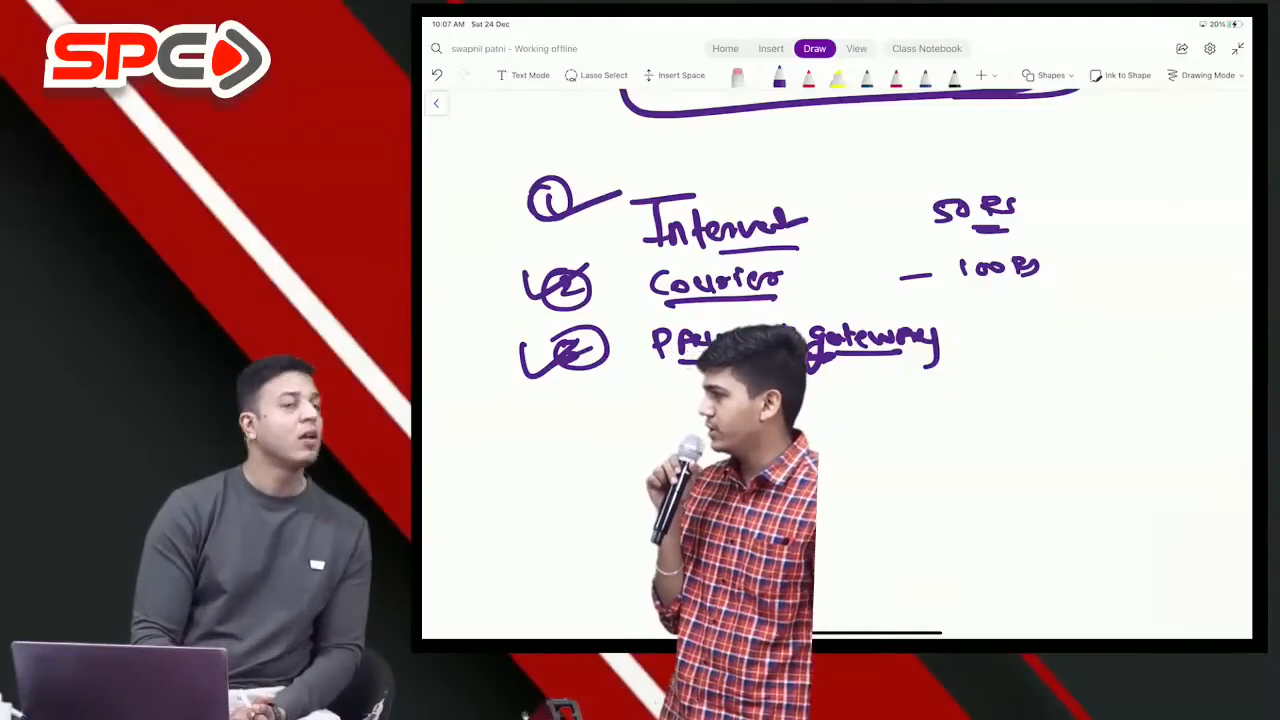 SPC
10:07 AM Sat 24 Dec 20%
swapnil patni - Working offline Home Insert Draw View Class Notebook
Text Mode Lasso Select Insert Space Shapes Ink to Shape Drawing Mode
1 Interval 50 Rs
2 Courier - 100 Rs
gateway